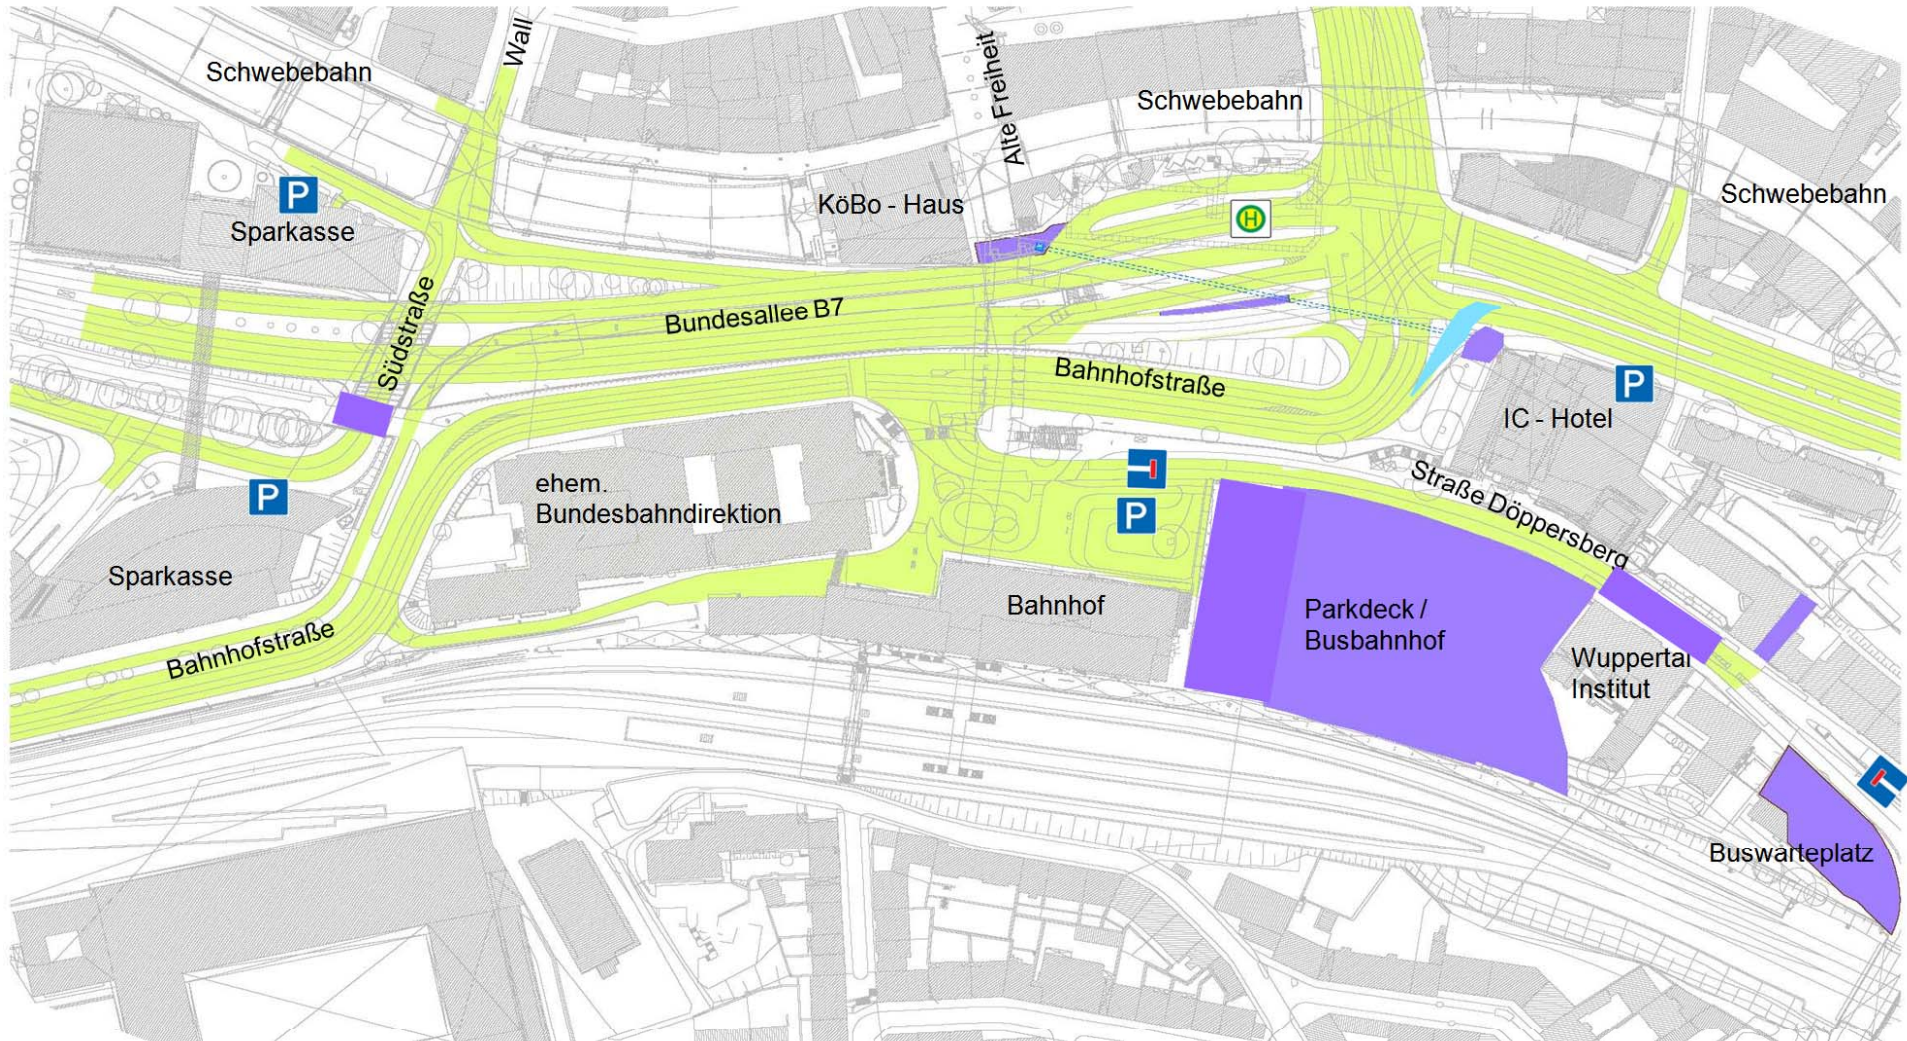 Wall
Schwebebahn
Alte Freiheit
Schwebebahn
P
Sparkasse
KöBo - Haus
H
Schwebebahn
Südstraße
Bundesallee B7
Bahnhofstraße
P
IC - Hotel
P
ehem.
Bundesbahndirektion
P
Straße Döppersberg
Sparkasse
Bahnhof
Parkdeck /
Busbahnhof
Bahnhofstraße
Wuppertal
Institut
Buswarteplatz